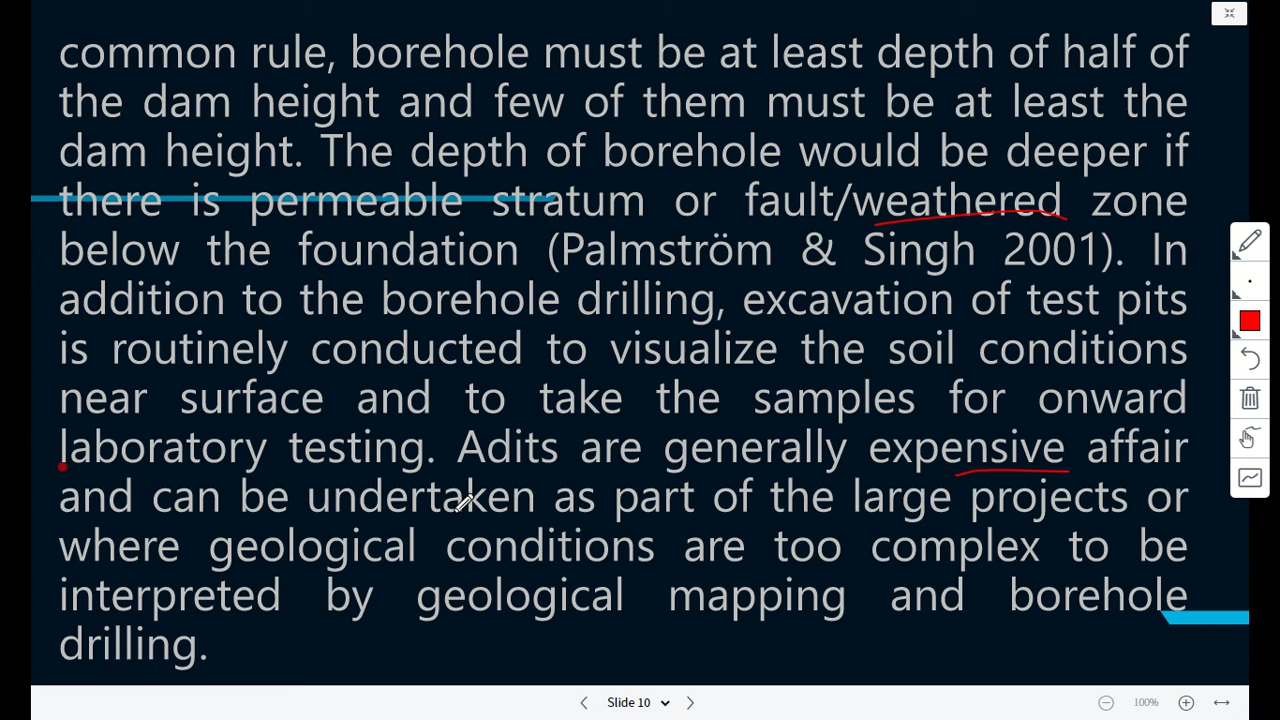 common rule, borehole must be at least depth of half of
the dam height and few of them must be at least the
dam height. The depth of borehole would be deeper if
there is permeable stratum or fault/weathered zone
below the foundation (Palmström & Singh 2001). In
addition to the borehole drilling, excavation of test pits
is routinely conducted to visualize the soil conditions
near surface and to take the samples for onward
laboratory testing. Adits are generally expensive affair
and can be undertaken as part of the large projects or
where geological conditions are too complex to be
interpreted by geological mapping and borehole
drilling.
Slide 10
100%